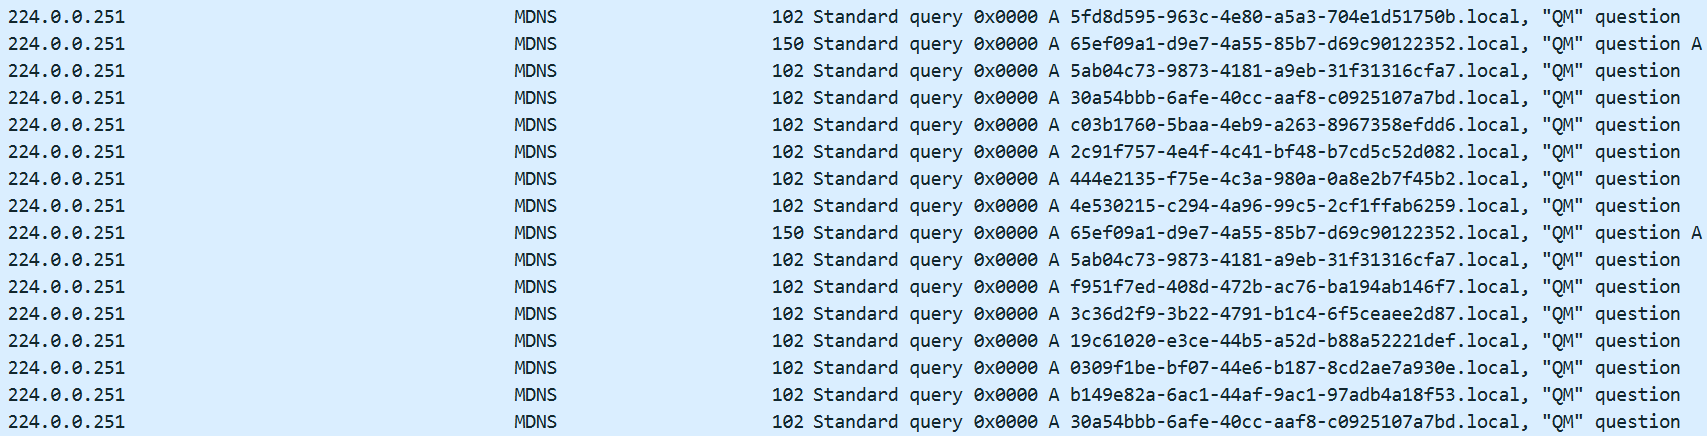 224.0.0.251 MDNS 102 Standard query 0x0000 A 5fd8d595-963c-4e80-a5a3-704e1d51750b.local, "QM" question
224.0.0.251 MDNS 150 Standard query 0x0000 A 65ef09a1-d9e7-4a55-85b7-d69c90122352.local, "QM" question A
224.0.0.251 MDNS 102 Standard query 0x0000 A 5ab04c73-9873-4181-a9eb-31f31316cfa7.local, "QM" question
224.0.0.251 MDNS 102 Standard query 0x0000 A 30a54bbb-6afe-40cc-aaf8-c0925107a7bd.local, "QM" question
224.0.0.251 MDNS 102 Standard query 0x0000 A c03b1760-5baa-4eb9-a263-8967358efdd6.local, "QM" question
224.0.0.251 MDNS 102 Standard query 0x0000 A 2c91f757-4e4f-4c41-bf48-b7cd5c52d082.local, "QM" question
224.0.0.251 MDNS 102 Standard query 0x0000 A 444e2135-f75e-4c3a-980a-0a8e2b7f45b2.local, "QM" question
224.0.0.251 MDNS 102 Standard query 0x0000 A 4e530215-c294-4a96-99c5-2cf1ffab6259.local, "QM" question
224.0.0.251 MDNS 150 Standard query 0x0000 A 65ef09a1-d9e7-4a55-85b7-d69c90122352.local, "QM" question A
224.0.0.251 MDNS 102 Standard query 0x0000 A 5ab04c73-9873-4181-a9eb-31f31316cfa7.local, "QM" question
224.0.0.251 MDNS 102 Standard query 0x0000 A f951f7ed-408d-472b-ac76-ba194ab146f7.local, "QM" question
224.0.0.251 MDNS 102 Standard query 0x0000 A 3c36d2f9-3b22-4791-b1c4-6f5ceaee2d87.local, "QM" question
224.0.0.251 MDNS 102 Standard query 0x0000 A 19c61020-e3ce-44b5-a52d-b88a52221def.local, "QM" question
224.0.0.251 MDNS 102 Standard query 0x0000 A 0309f1be-bf07-44e6-b187-8cd2ae7a930e.local, "QM" question
224.0.0.251 MDNS 102 Standard query 0x0000 A b149e82a-6ac1-44af-9ac1-97adb4a18f53.local, "QM" question
224.0.0.251 MDNS 102 Standard query 0x0000 A 30a54bbb-6afe-40cc-aaf8-c0925107a7bd.local, "QM" question